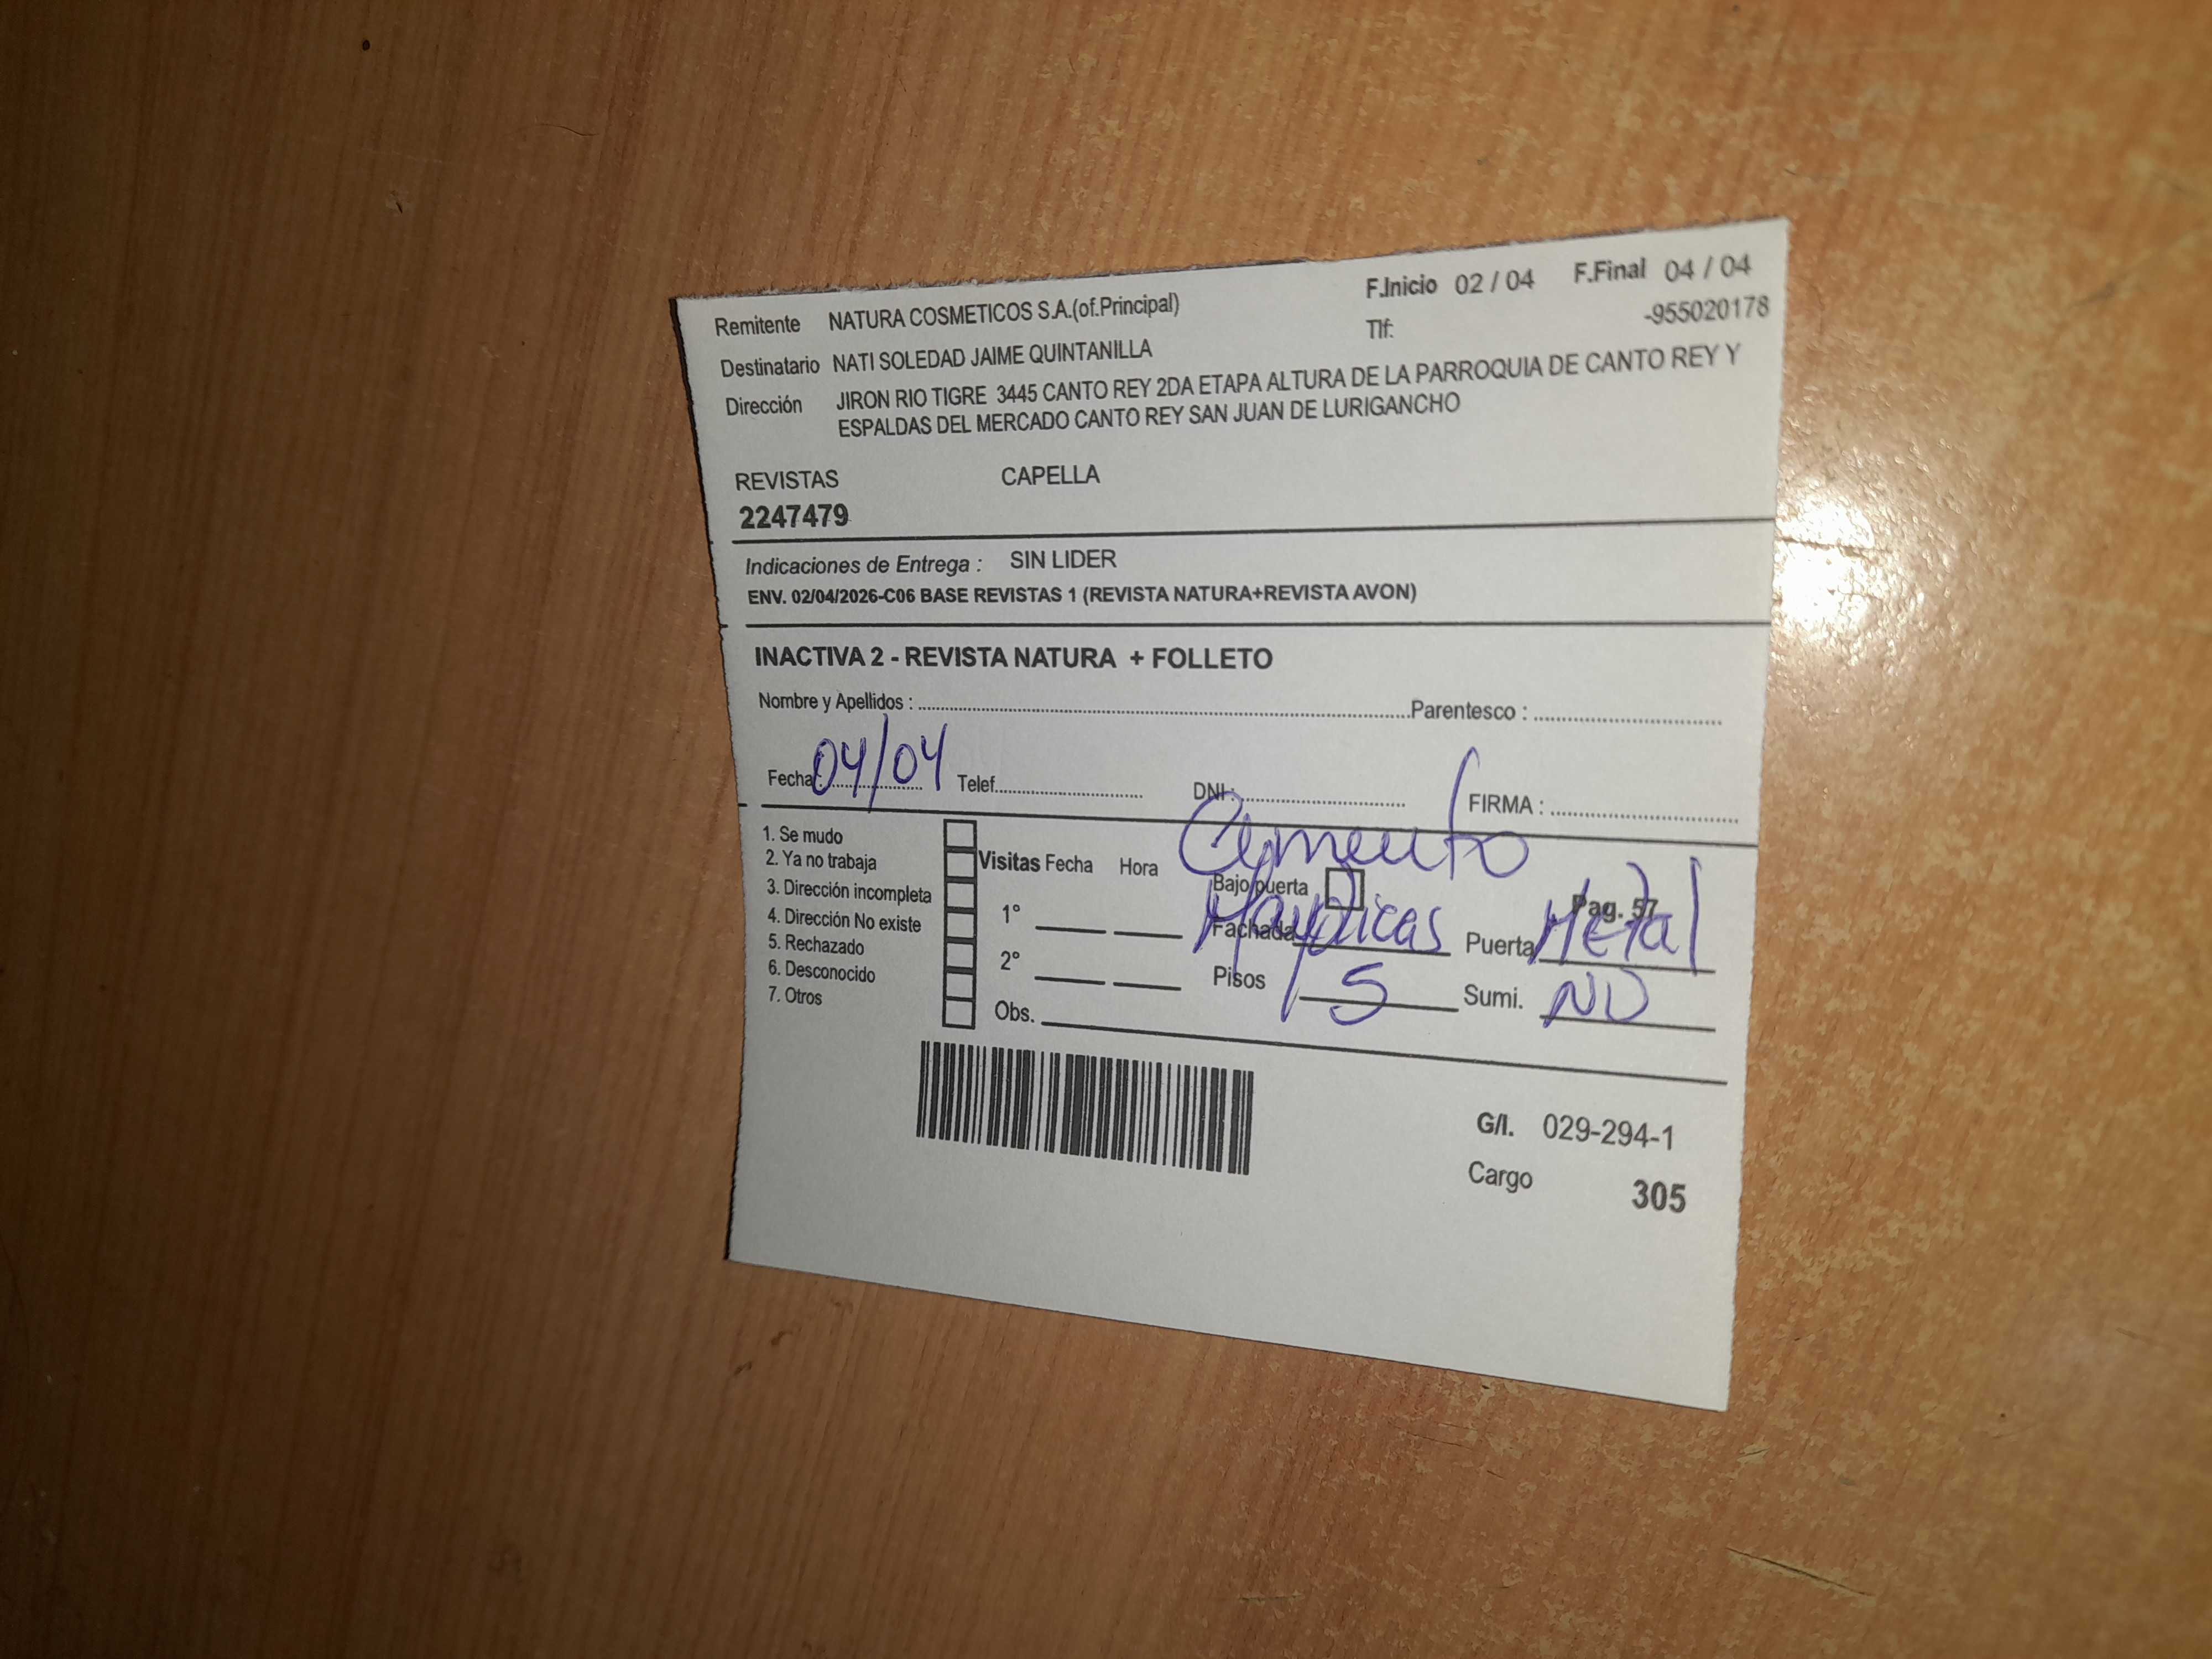 Remitente NATURA COSMETICOS S.A.(of.Principal) F.Inicio 02 / 04 F.Final 04 / 04
Destinatario NATI SOLEDAD JAIME QUINTANILLA Tlf: -955020178
Dirección JIRON RIO TIGRE 3445 CANTO REY 2DA ETAPA ALTURA DE LA PARROQUIA DE CANTO REY Y
ESPALDAS DEL MERCADO CANTO REY SAN JUAN DE LURIGANCHO
REVISTAS CAPELLA
2247479
Indicaciones de Entrega : SIN LIDER
ENV. 02/04/2026-C06 BASE REVISTAS 1 (REVISTA NATURA+REVISTA AVON)
INACTIVA 2 - REVISTA NATURA + FOLLETO
Nombre y Apellidos : Parentesco :
Fecha: 04/04 Telef. DNI : FIRMA :
Cemento
1. Se mudo
2. Ya no trabaja
3. Dirección incompleta
4. Dirección No existe
5. Rechazado
6. Desconocido
7. Otros
Visitas Fecha Hora
1°
2°
Obs.
Bajo puerta Pag. 57
Fachada Puerta Metal
Pisos 5 Sumi. ND
G/I. 029-294-1
Cargo 305